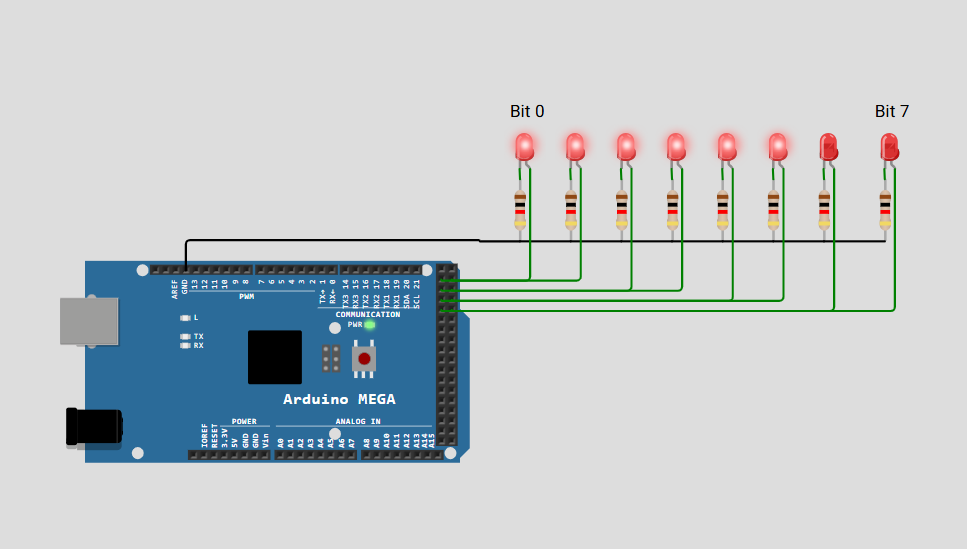 Bit 0 Bit 7
AREF GND 13 12 11 10 9 8 7 6 5 4 3 2 TX→1 RX←0 TX3 14 RX3 15 TX2 16 RX2 17 TX1 18 RX1 19 SDA 20 SCL 21
PWM
COMMUNICATION
L
PWR
TX
RX
Arduino MEGA
POWER ANALOG IN
IOREF RESET 3.3V 5V GND GND Vin A0 A1 A2 A3 A4 A5 A6 A7 A8 A9 A10 A11 A12 A13 A14 A15